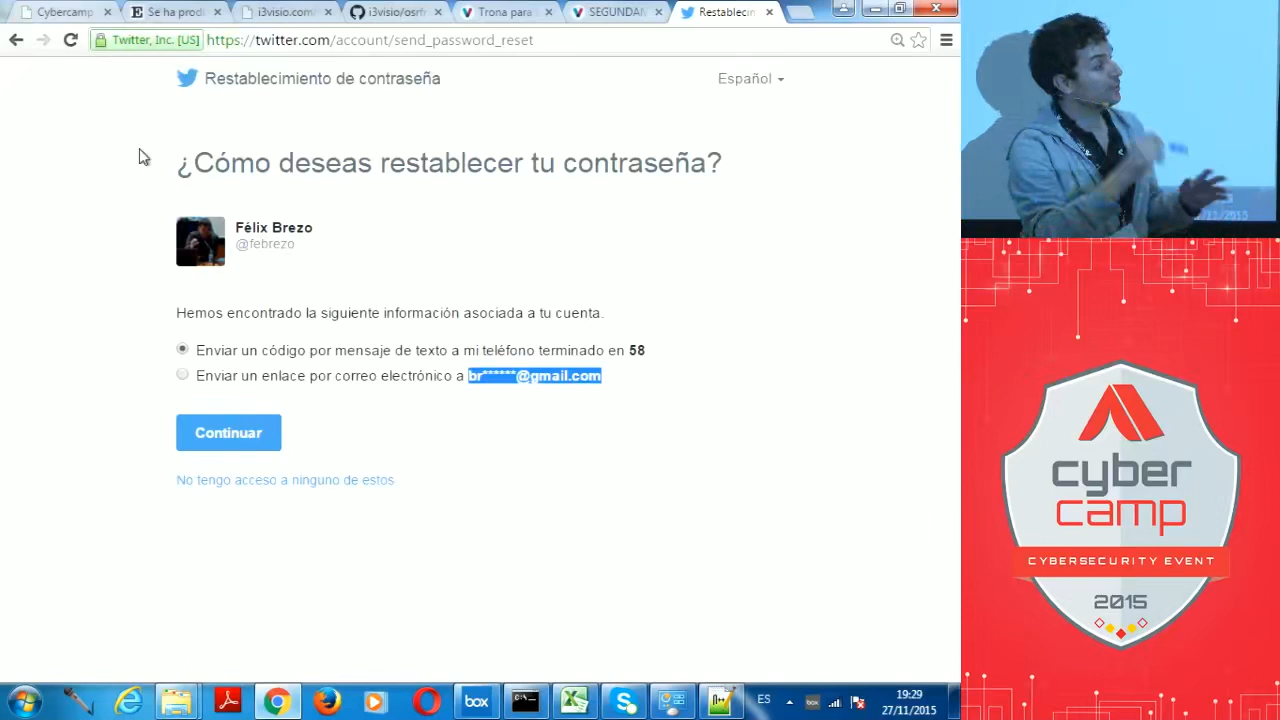 Cybercamp
Se ha prod
i3visio.com
i3visio/osrf
Trona para
SEGUNDA
Restablecin
Twitter, Inc. [US]
https://twitter.com/account/send_password_reset
Restablecimiento de contraseña
Español
¿Cómo deseas restablecer tu contraseña?
Félix Brezo
@febrezo
Hemos encontrado la siguiente información asociada a tu cuenta.
Enviar un código por mensaje de texto a mi teléfono terminado en 58
Enviar un enlace por correo electrónico a br******@gmail.com
Continuar
No tengo acceso a ninguno de estos
box
ES
box
19:29
27/11/2015
cyber
camp
CYBERSECURITY EVENT
2015